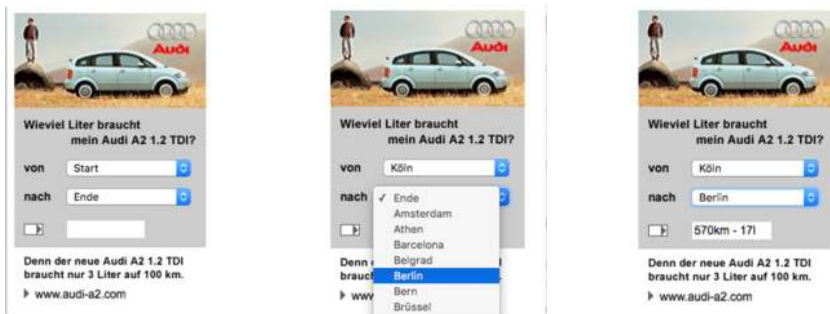 Audi
Wieviel Liter braucht
mein Audi A2 1.2 TDI?
von Start
nach Ende
Denn der neue Audi A2 1.2 TDI
braucht nur 3 Liter auf 100 km.
www.audi-a2.com
Audi
Wieviel Liter braucht
mein Audi A2 1.2 TDI?
von Köln
nach ✓ Ende
Amsterdam
Athen
Barcelona
Belgrad
Berlin
Bern
Brüssel
Denn
www
Audi
Wieviel Liter braucht
mein Audi A2 1.2 TDI?
von Köln
nach Berlin
570km - 17l
Denn der neue Audi A2 1.2 TDI
braucht nur 3 Liter auf 100 km.
www.audi-a2.com